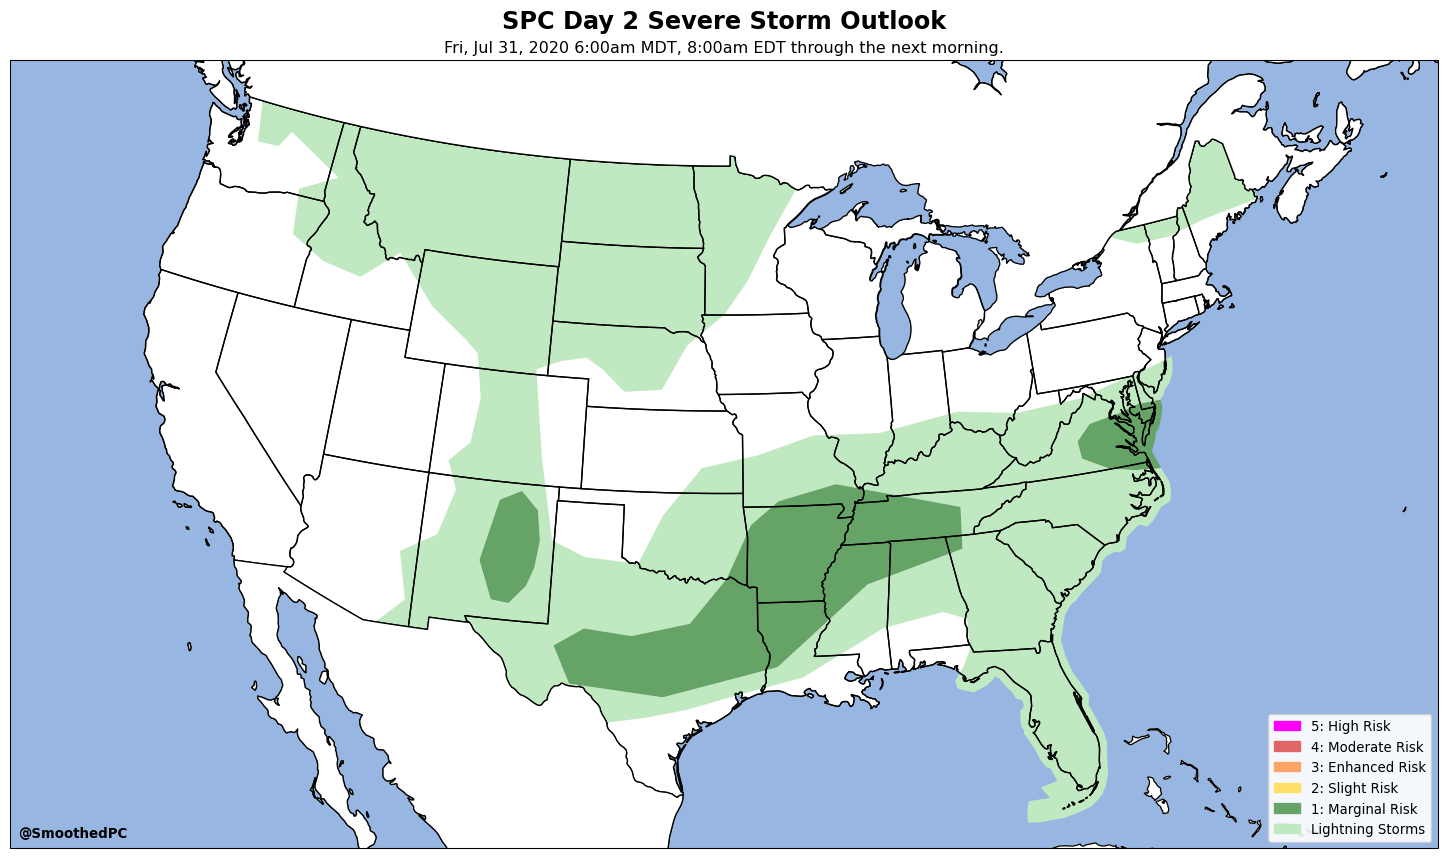 SPC Day 2 Severe Storm Outlook
Fri, Jul 31, 2020 6:00am MDT, 8:00am EDT through the next morning.
5: High Risk
4: Moderate Risk
3: Enhanced Risk
2: Slight Risk
1: Marginal Risk
Lightning Storms
@SmoothedPC